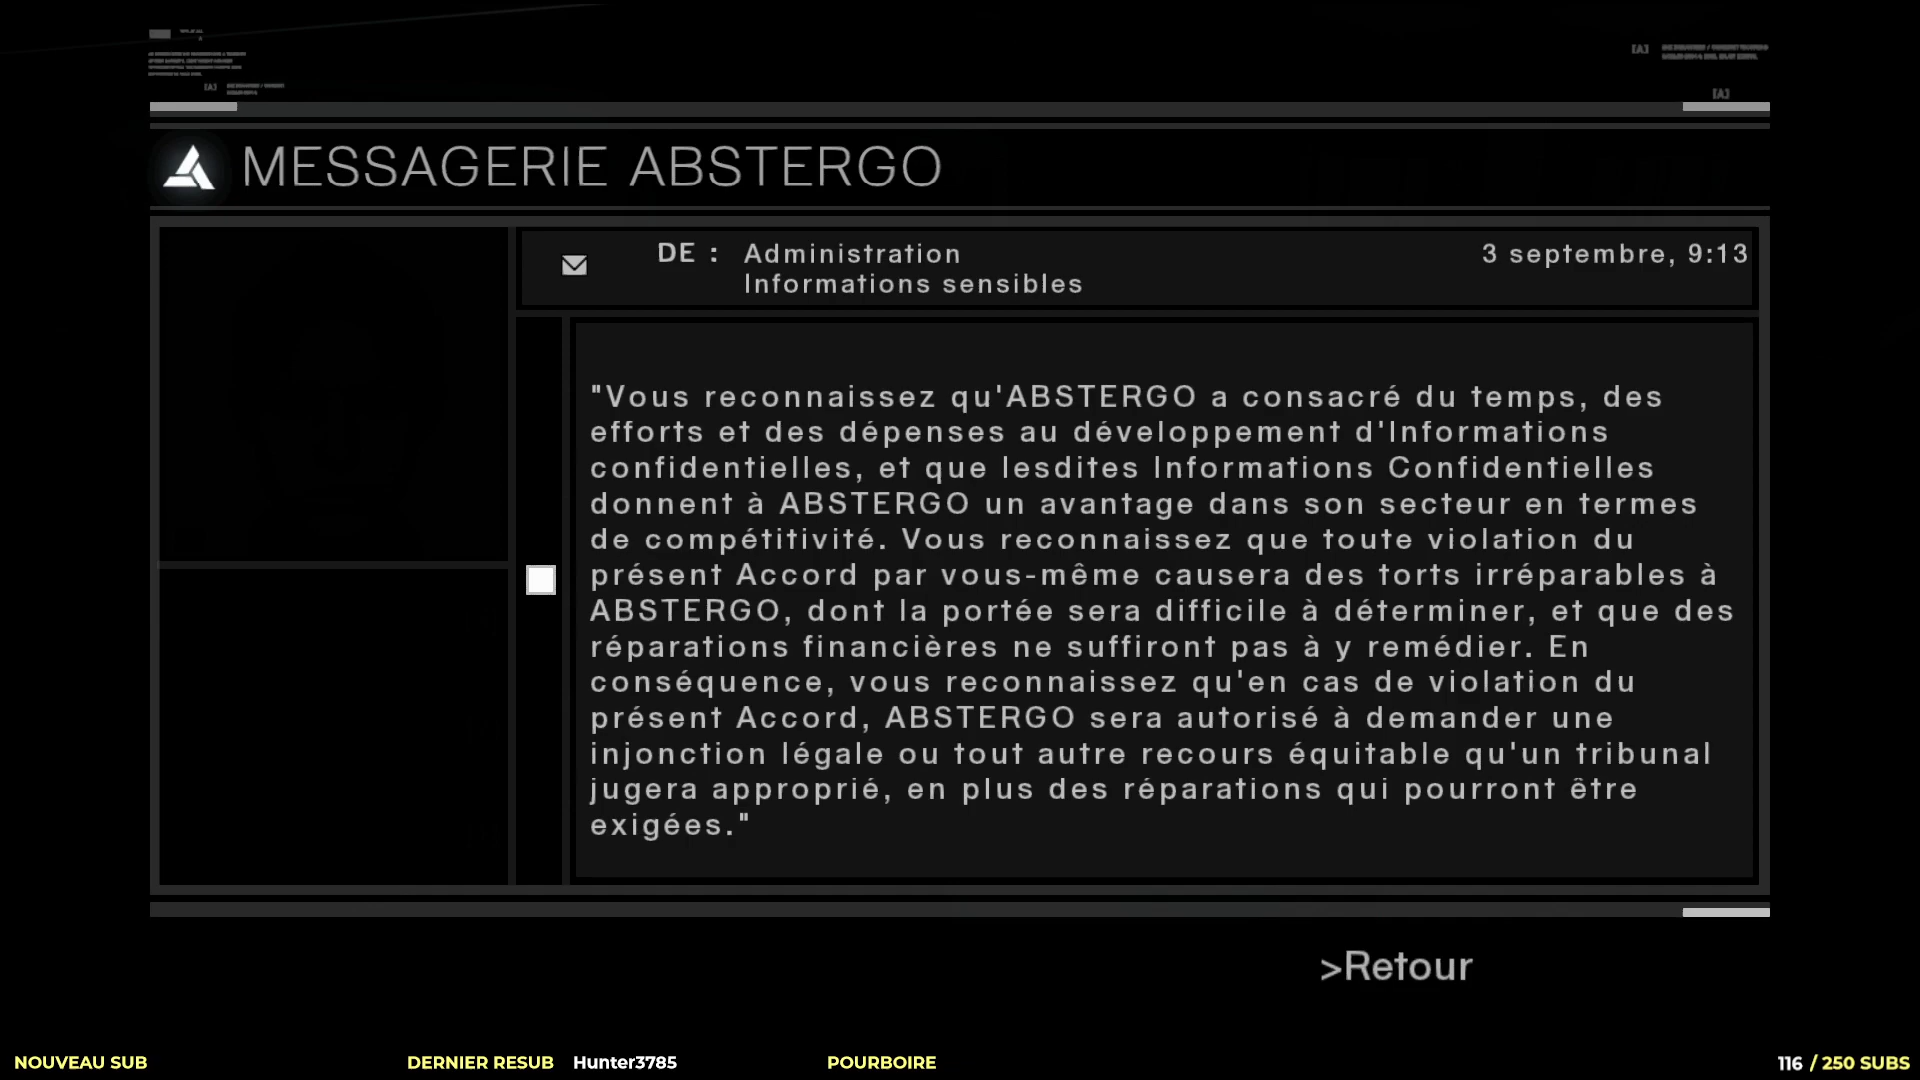 MESSAGERIE ABSTERGO
DE : Administration
3 septembre, 9:13
Informations sensibles
"Vous reconnaissez qu'ABSTERGO a consacré du temps, des
efforts et des dépenses au développement d'Informations
confidentielles, et que lesdites Informations Confidentielles
donnent à ABSTERGO un avantage dans son secteur en termes
de compétitivité. Vous reconnaissez que toute violation du
présent Accord par vous-même causera des torts irréparables à
ABSTERGO, dont la portée sera difficile à déterminer, et que des
réparations financières ne suffiront pas à y remédier. En
conséquence, vous reconnaissez qu'en cas de violation du
présent Accord, ABSTERGO sera autorisé à demander une
injonction légale ou tout autre recours équitable qu'un tribunal
jugera approprié, en plus des réparations qui pourront être
exigées."
>Retour
NOUVEAU SUB
DERNIER RESUB Hunter3785
POURBOIRE
116 / 250 SUBS